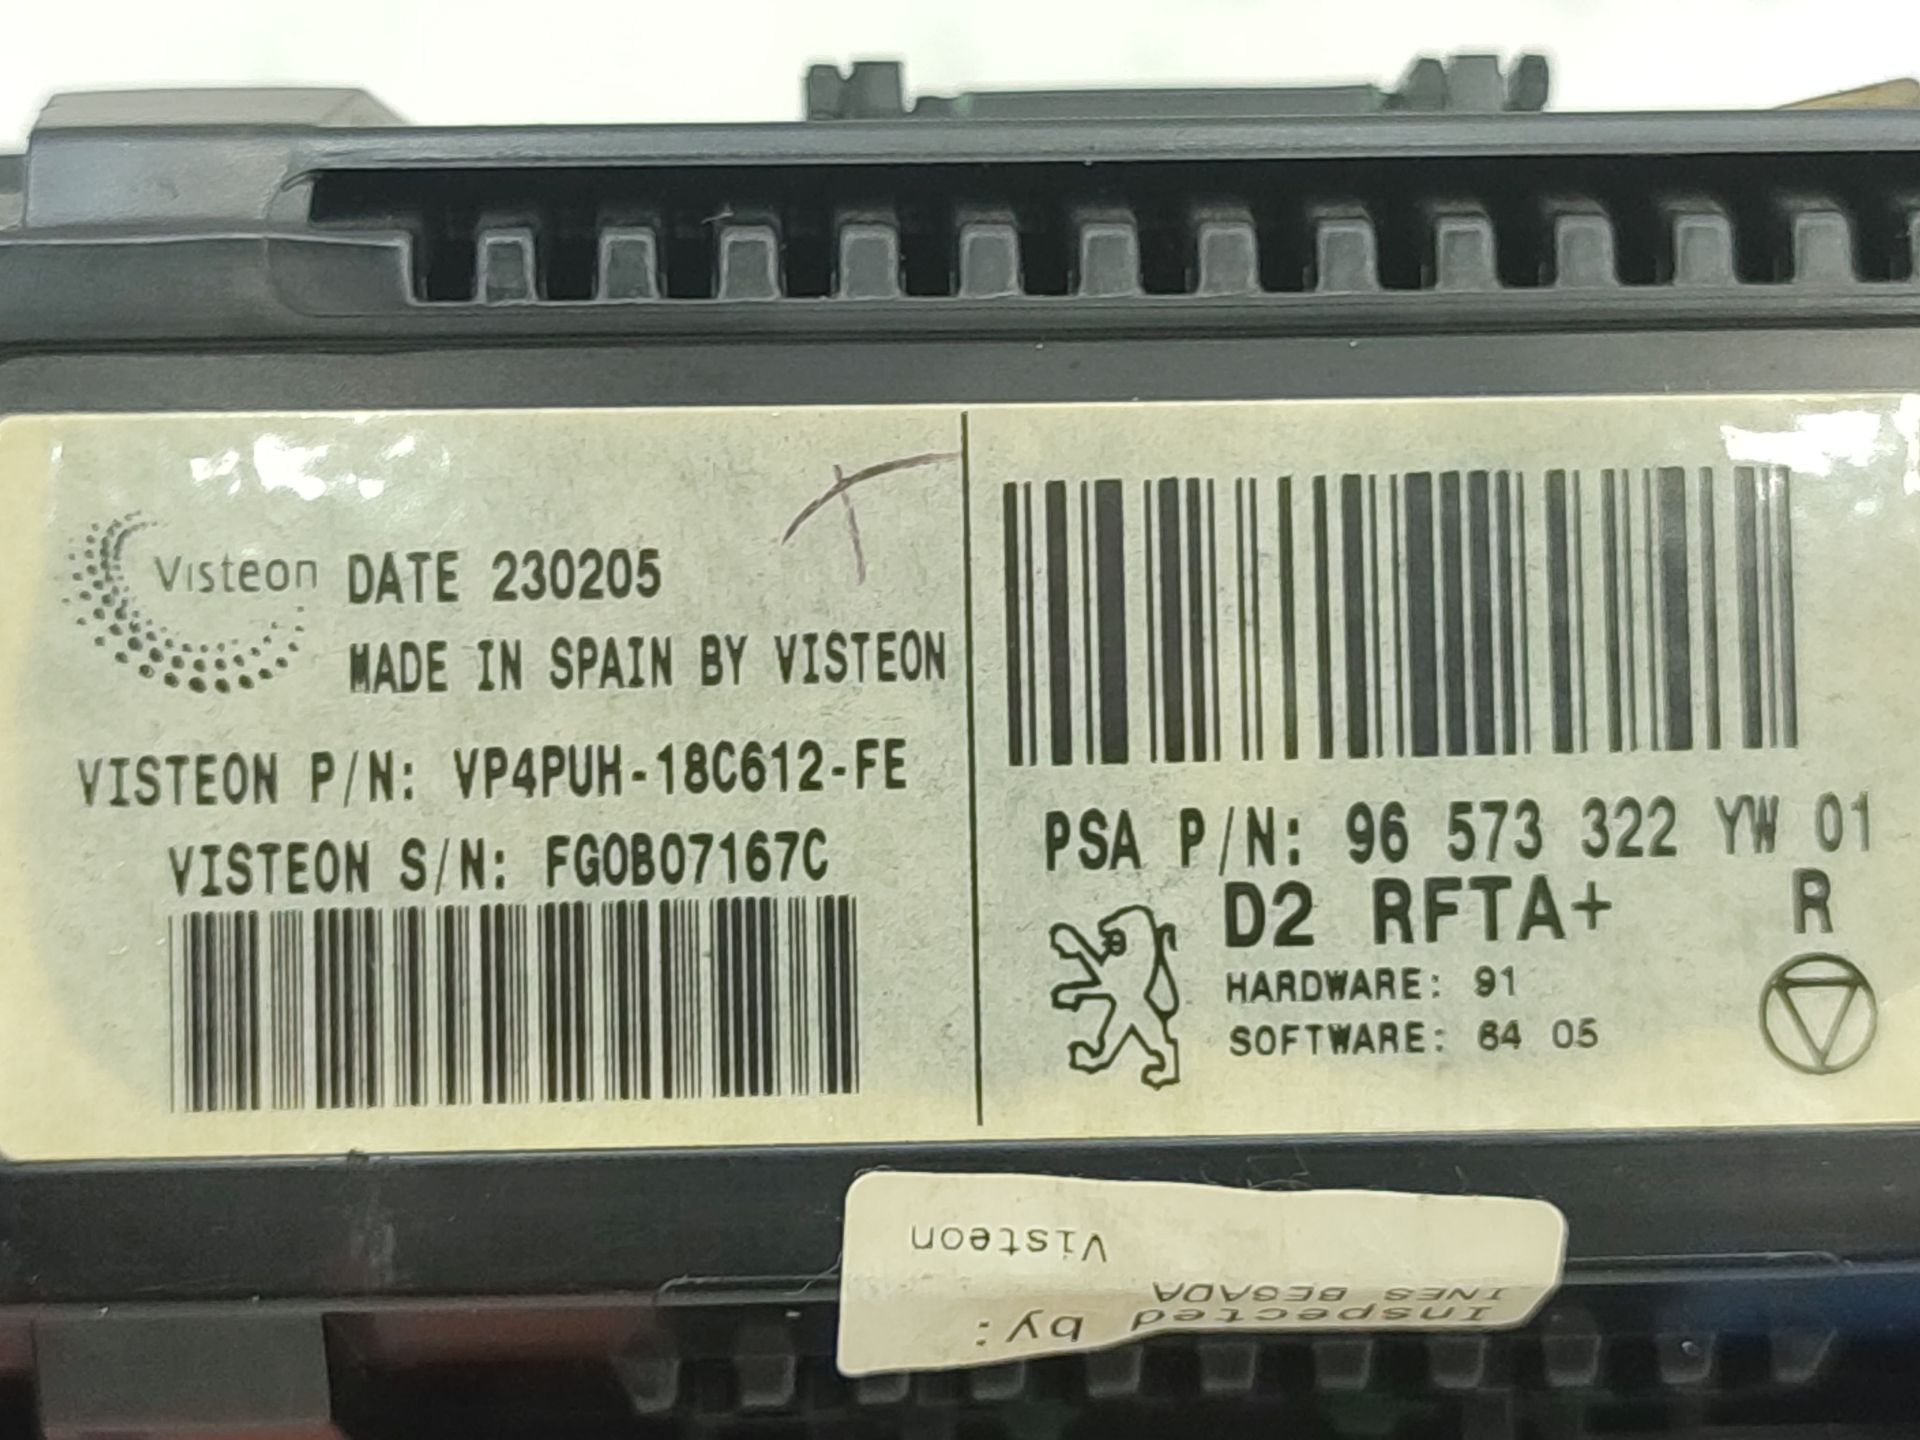 Visteon DATE 230205
MADE IN SPAIN BY VISTEON
VISTEON P/N: VP4PUH-18C612-FE
VISTEON S/N: FG0B07167C
PSA P/N: 96 573 322 YW 01
D2 RFTA+ R
HARDWARE: 91
SOFTWARE: 64 05
Inspected by:
INES BEGADA
Visteon